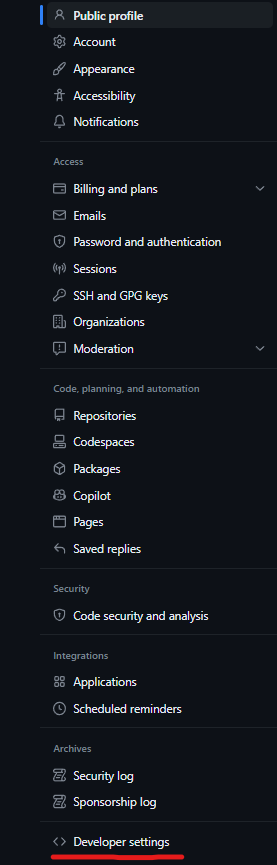 Public profile
Account
Appearance
Accessibility
Notifications
Access
Billing and plans
Emails
Password and authentication
Sessions
SSH and GPG keys
Organizations
Moderation
Code, planning, and automation
Repositories
Codespaces
Packages
Copilot
Pages
Saved replies
Security
Code security and analysis
Integrations
Applications
Scheduled reminders
Archives
Security log
Sponsorship log
Developer settings